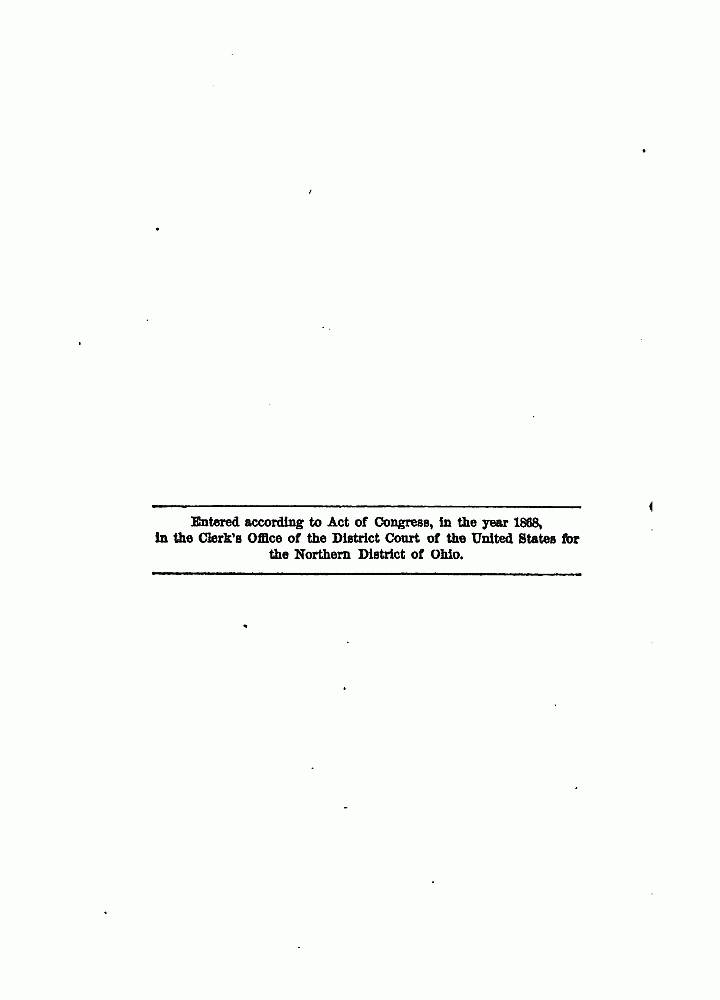 Entered according to Act of Congress, in the year 1868,
in the Clerk's Office of the District Court of the United States for
the Northern District of Ohio.